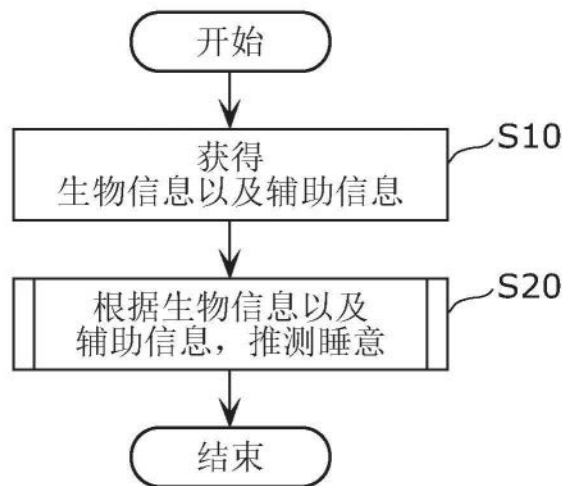 开始
获得
生物信息以及辅助信息
S10
根据生物信息以及
辅助信息，推测睡意
S20
结束